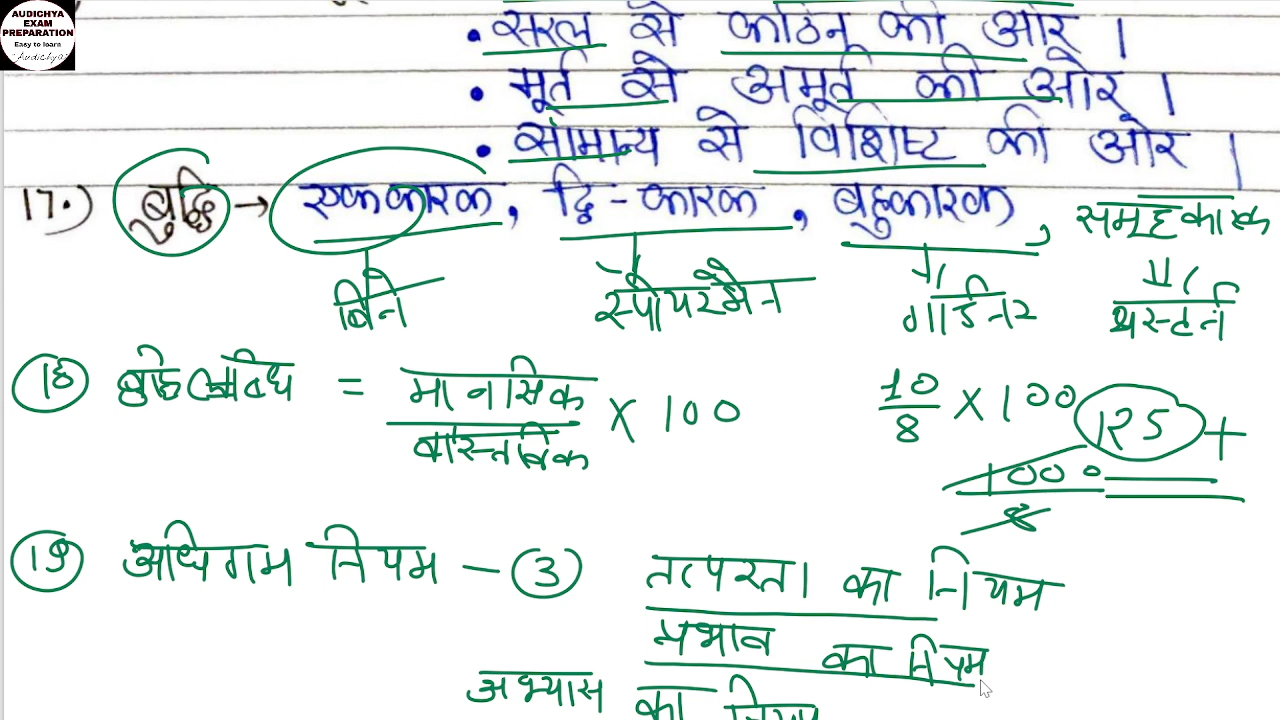 AUDICHYA
EXAM
PREPARATION
Easy to learn
• सरल से कठिन की ओर ।
• मूर्त से अमूर्त की ओर ।
• सामान्य से विशिष्ट की ओर ।
17.) बुद्धि → एककारक, द्वि-कारक, बहुकारक, समूहकारक
बिने स्पीयरमैन गार्डनर थर्स्टन
18 = मानसिक / वास्तविक X 100 10/8 X 100 125 +
1000
8
19 अधिगम नियम - 3 तत्परता का नियम
प्रभाव का नियम
अभ्यास का नियम